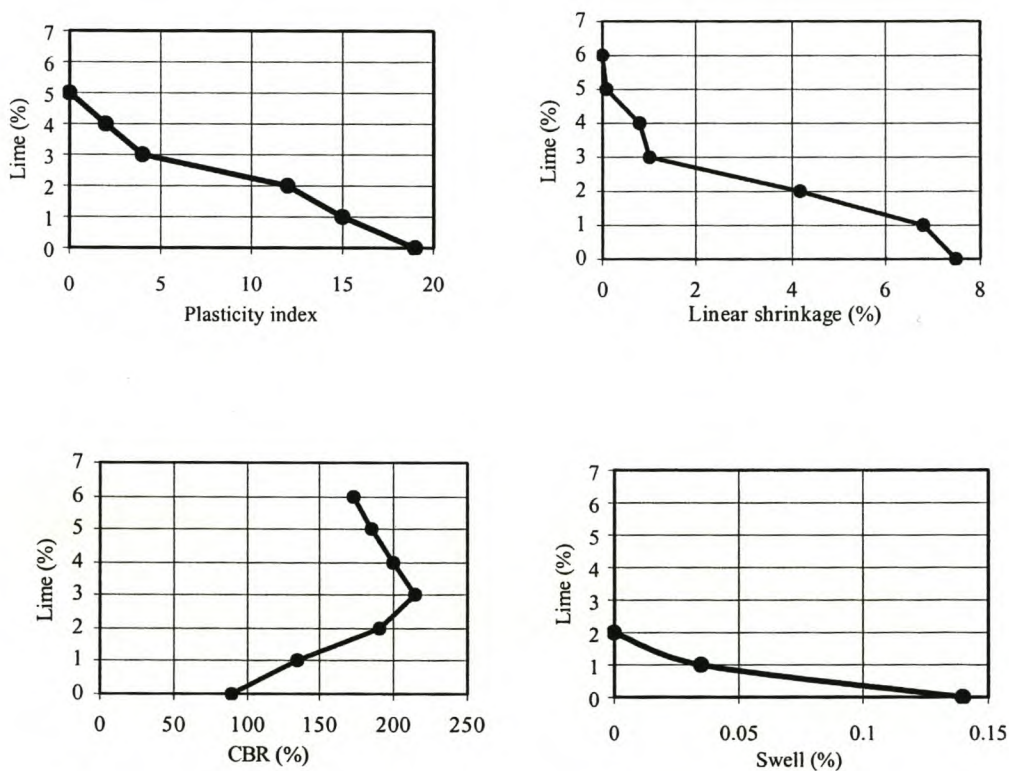 7
6
5
4
3
2
1
0
Lime (%)
0 5 10 15 20
Plasticity index
7
6
5
4
3
2
1
0
Lime (%)
0 2 4 6 8
Linear shrinkage (%)
7
6
5
4
3
2
1
0
Lime (%)
0 50 100 150 200 250
CBR (%)
7
6
5
4
3
2
1
0
Lime (%)
0 0.05 0.1 0.15
Swell (%)